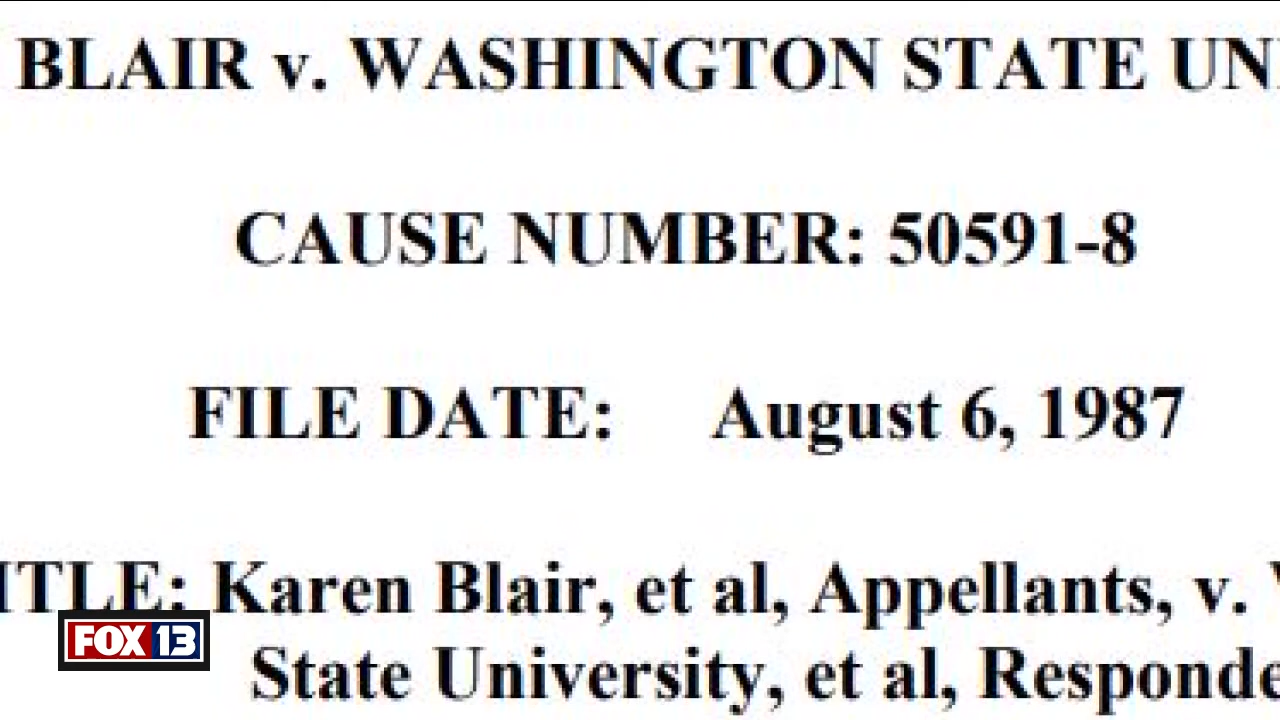 BLAIR v. WASHINGTON STATE UN
CAUSE NUMBER: 50591-8
FILE DATE: August 6, 1987
ITLE: Karen Blair, et al, Appellants, v.
State University, et al, Responde
FOX 13